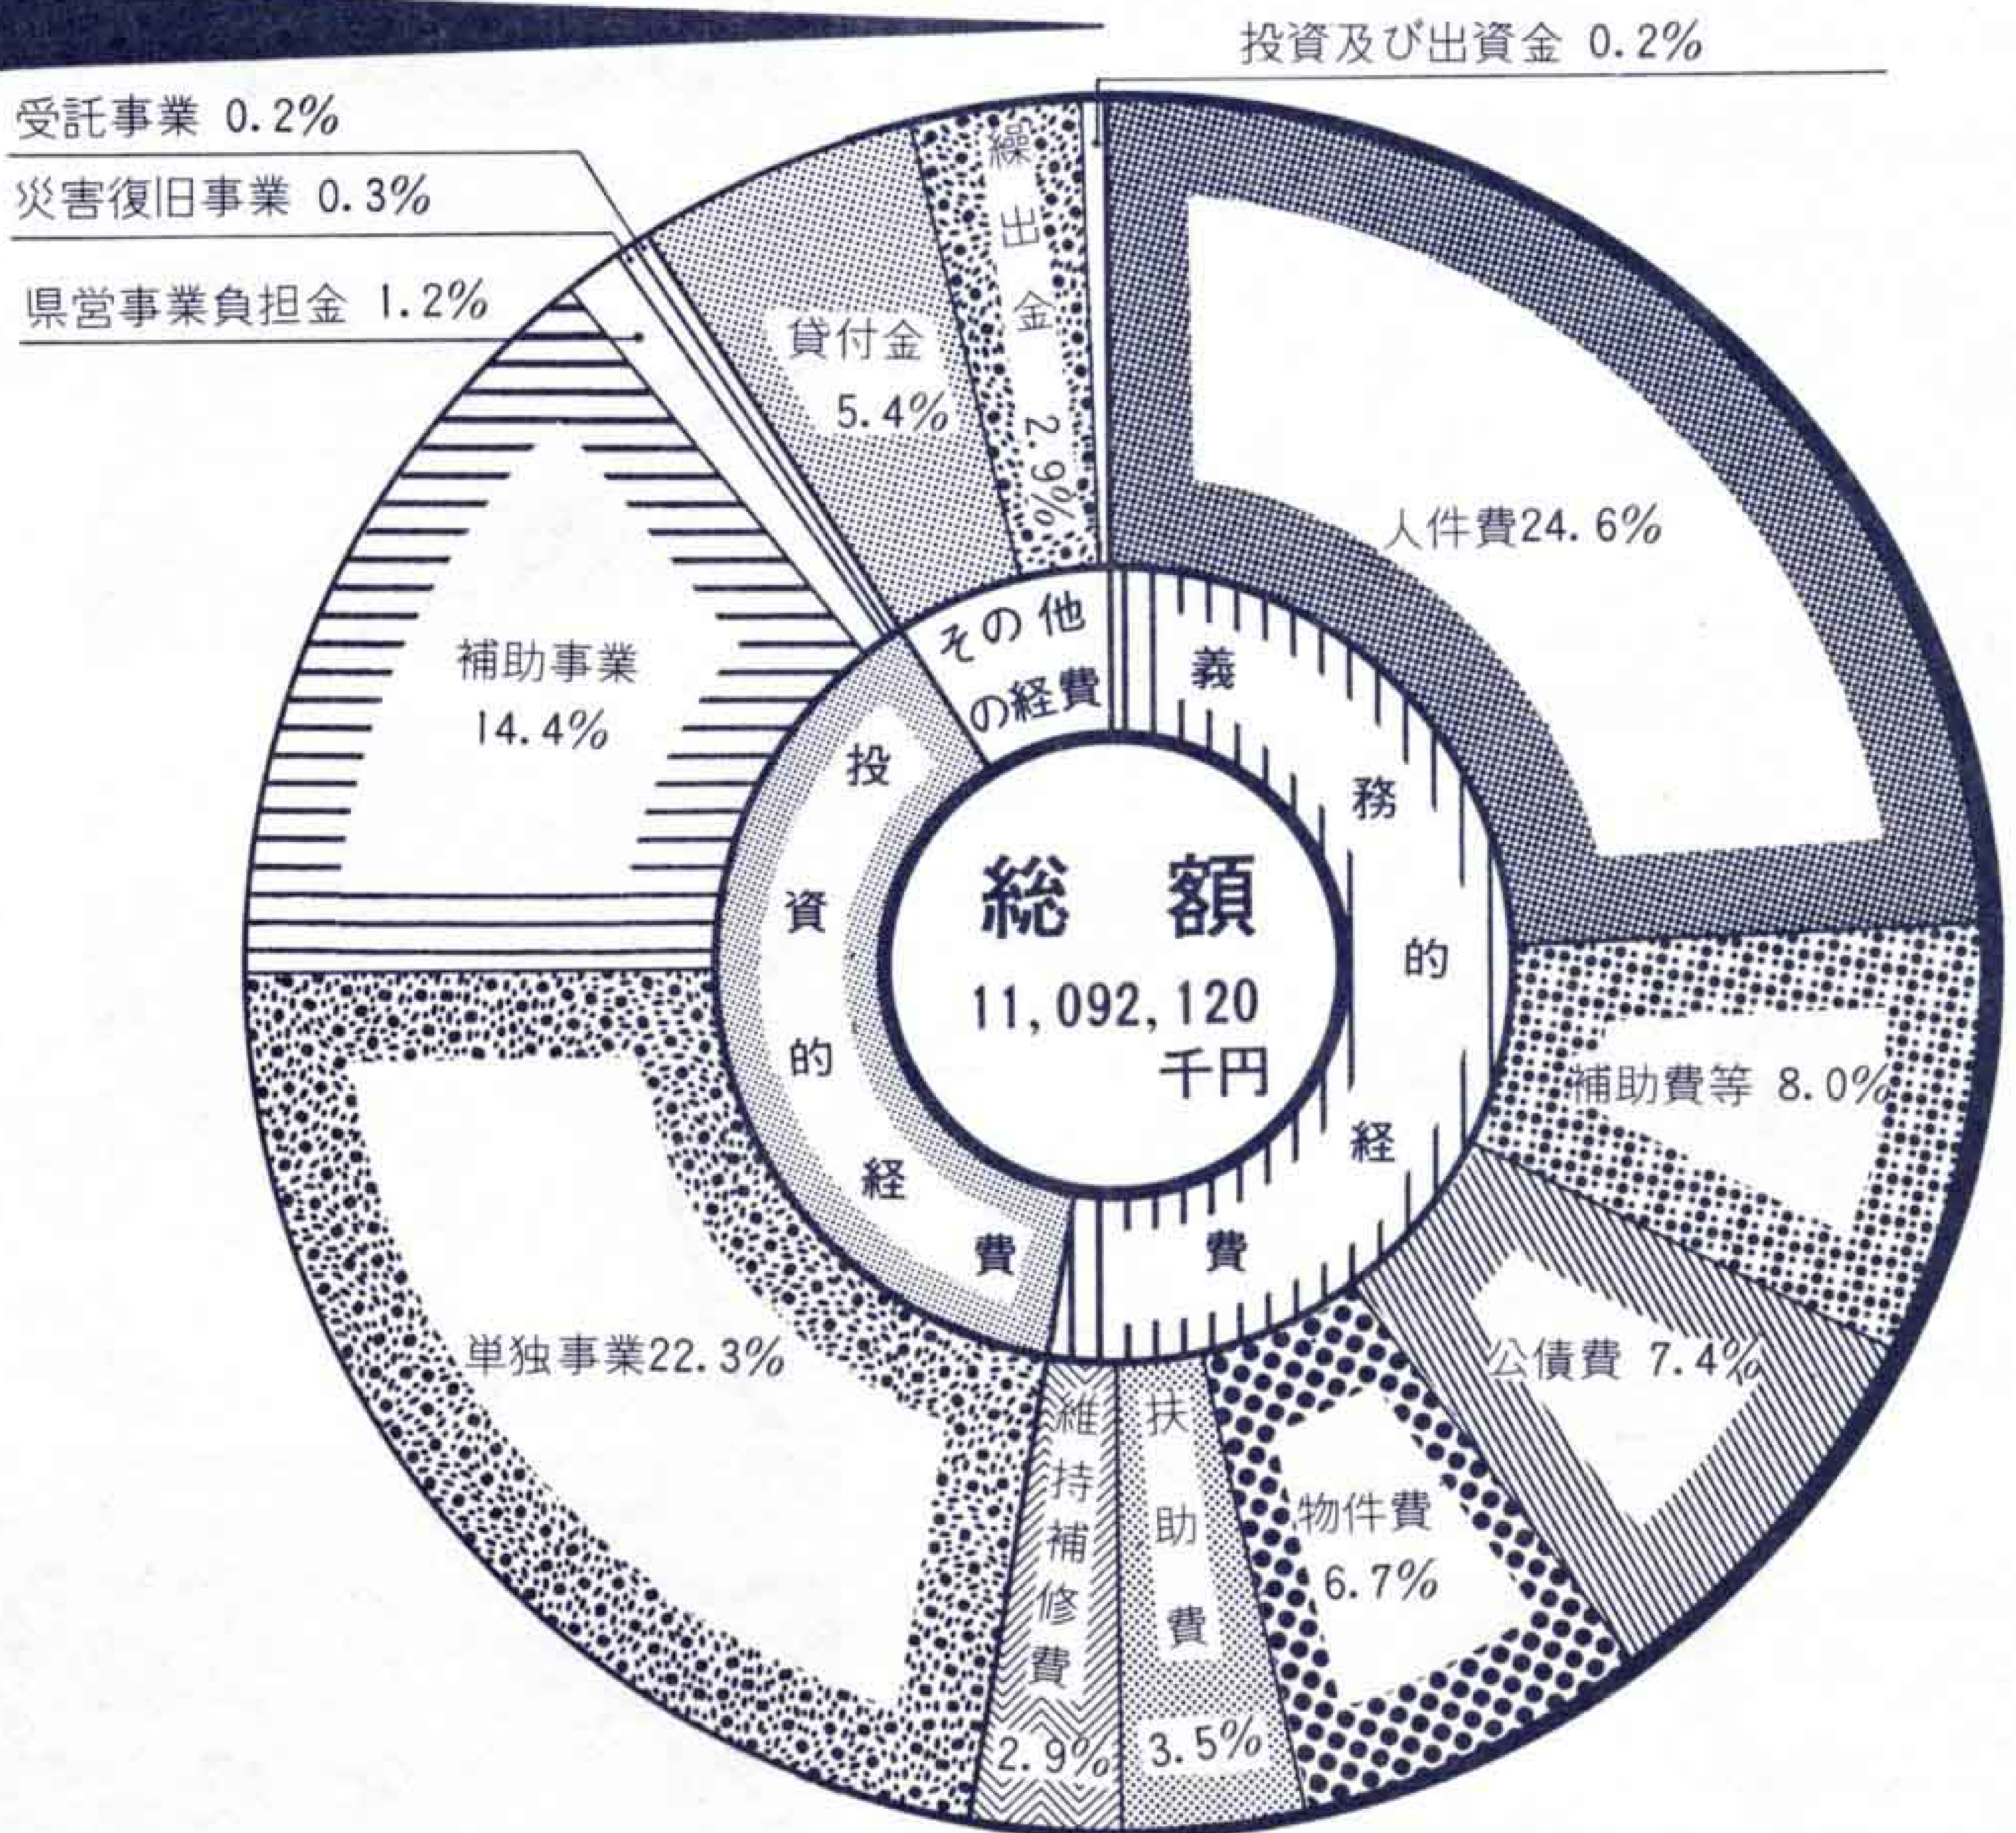 投資及び出資金 0.2%
受託事業 0.2%
災害復旧事業 0.3%
県営事業負担金 1.2%
繰出金 2.9%
貸付金
5.4%
人件費24.6%
その他
の経費
義務的経費
補助事業
14.4%
投資的経費
総額
11,092,120
千円
補助費等 8.0%
公債費 7.4%
単独事業22.3%
物件費
6.7%
扶助費
3.5%
維持補修費
2.9%